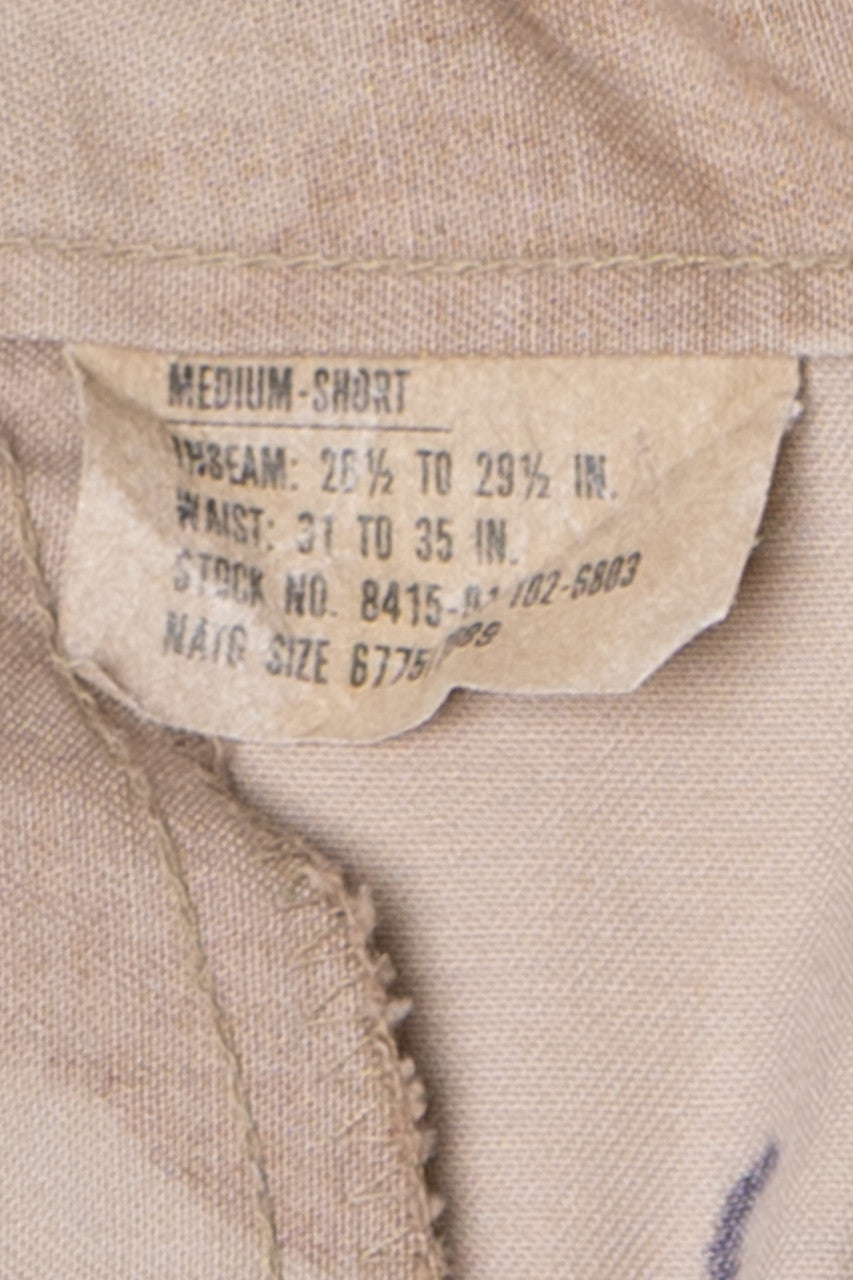 MEDIUM-SHORT
INSEAM: 26½ TO 29½ IN.
WAIST: 31 TO 35 IN.
STOCK NO. 8415-01-102-6803
NATO SIZE